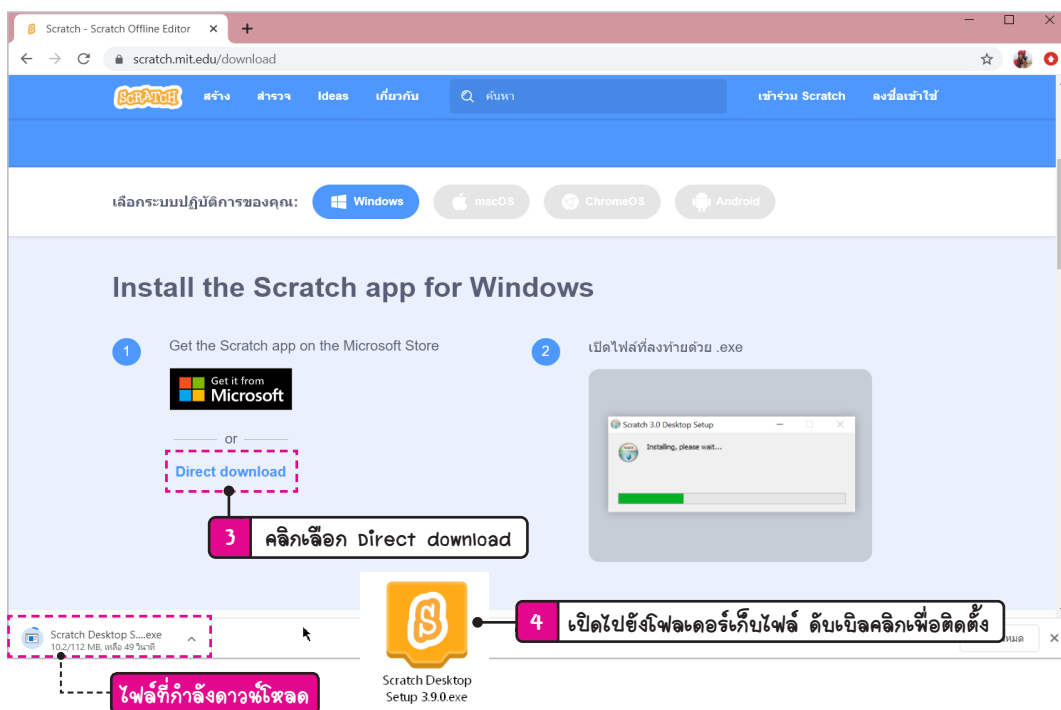 Scratch - Scratch Offline Editor
scratch.mit.edu/download
SCRATCH สร้าง สำรวจ Ideas เกี่ยวกับ ค้นหา เข้าร่วม Scratch ลงชื่อเข้าใช้
เลือกระบบปฏิบัติการของคุณ: Windows macOS ChromeOS Android
Install the Scratch app for Windows
1 Get the Scratch app on the Microsoft Store
Get it from
Microsoft
or
Direct download
2 เปิดไฟล์ที่ลงท้ายด้วย .exe
Scratch 3.0 Desktop Setup
Installing, please wait...
3 คลิกเลือก Direct download
4 เปิดไปยังโฟลเดอร์เก็บไฟล์ ดับเบิลคลิกเพื่อติดตั้ง
Scratch Desktop S....exe
10.2/112 MB, เหลือ 49 วินาที
ไฟล์ที่กำลังดาวน์โหลด
Scratch Desktop
Setup 3.9.0.exe